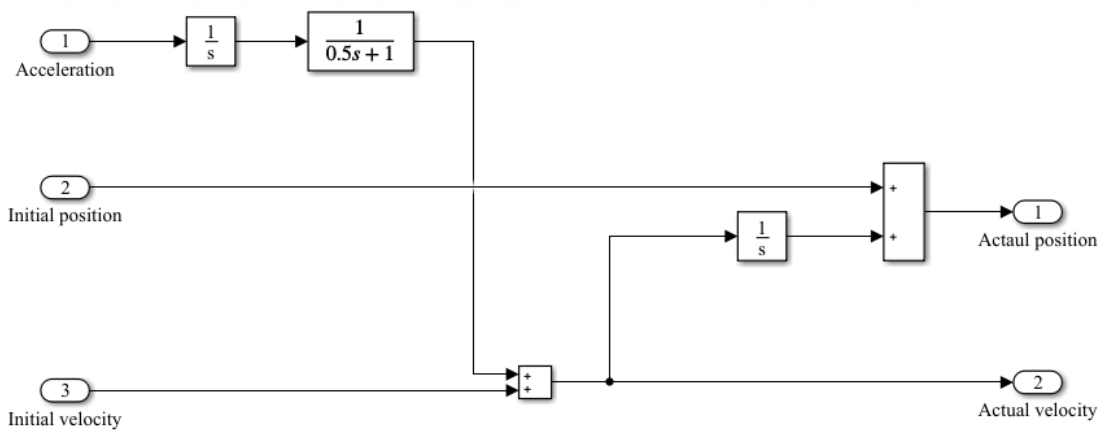 1
Acceleration
1
s
1
0.5s + 1
2
Initial position
+
1
s
+
1
Actaul position
3
Initial velocity
+
+
2
Actual velocity